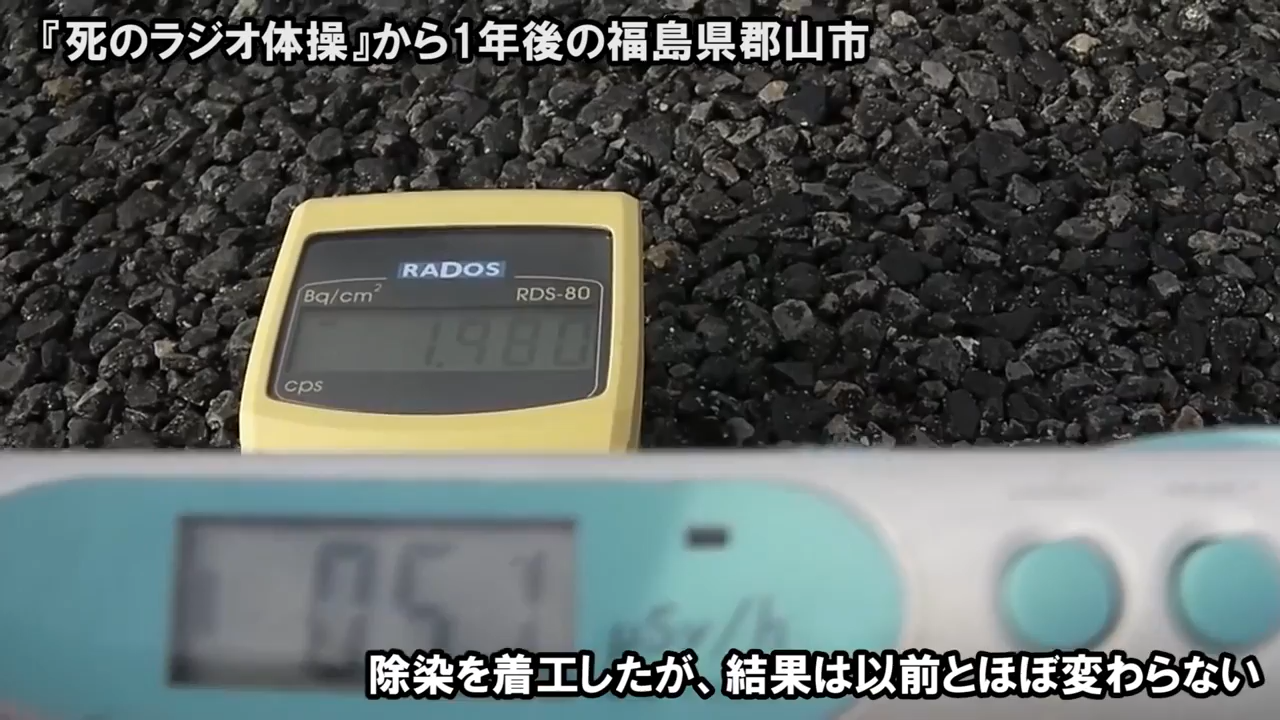 『死のラジオ体操』から1年後の福島県郡山市
RADOS
Bq/cm² RDS-80
1.980
cps
051
μSv/h
除染を着工したが、結果は以前とほぼ変わらない